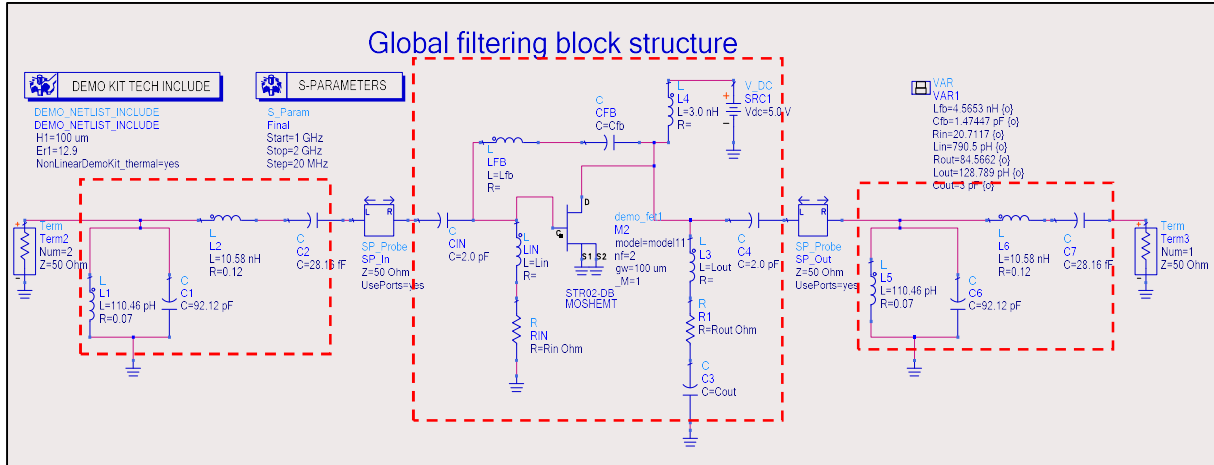 Global filtering block structure
DEMO KIT TECH INCLUDE
DEMO_NETLIST_INCLUDE
DEMO_NETLIST_INCLUDE
H1=100 um
Er1=12.9
NonLinearDemoKit_thermal=yes
S-PARAMETERS
S_Param
Final
Start=1 GHz
Stop=2 GHz
Step=20 MHz
VAR
VAR1
Lfb=4.5653 nH {o}
Cfb=1.47447 pF {o}
Rin=20.7117 {o}
Lin=790.5 pH {o}
Rout=84.5662 {o}
Lout=128.789 pH {o}
Cout=3 pF {o}
Term
Term2
Num=2
Z=50 Ohm
L
L1
L=110.46 pH
R=0.07
C
C1
C=92.12 pF
L
L2
L=10.58 nH
R=0.12
C
C2
C=28.16 fF
L R
SP_Probe
SP_In
Z=50 Ohm
UsePorts=yes
C
CIN
C=2.0 pF
L
LFB
L=Lfb
R=
C
CFB
C=Cfb
L
L4
L=3.0 nH
R=
V_DC
SRC1
Vdc=5.0 V
L
LIN
L=Lin
R=
R
RIN
R=Rin Ohm
D
G
S1 S2
demo_fet1
M2
model=model11
nf=2
gw=100 um
_M=1
STR02-DB
MOSHEMT
L
L3
L=Lout
R=
R
R1
R=Rout Ohm
C
C3
C=Cout
C
C4
C=2.0 pF
L R
SP_Probe
SP_Out
Z=50 Ohm
UsePorts=yes
L
L5
L=110.46 pH
R=0.07
C
C6
C=92.12 pF
L
L6
L=10.58 nH
R=0.12
C
C7
C=28.16 fF
Term
Term3
Num=1
Z=50 Ohm